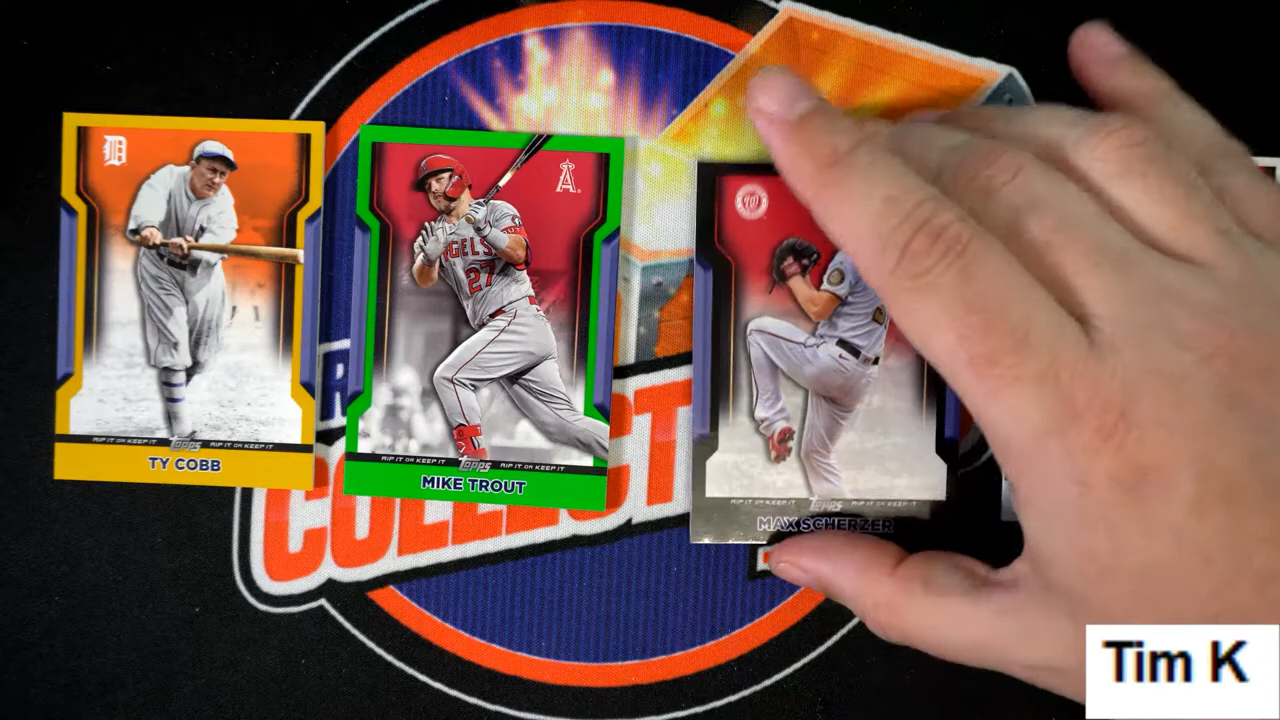 D
RIP IT OR KEEP IT Topps RIP IT OR KEEP IT
TY COBB
A
ANGELS
27
RIP IT OR KEEP IT Topps RIP IT OR KEEP IT
MIKE TROUT
RIP IT OR KEEP IT Topps RIP IT OR KEEP IT
MAX SCHERZER
R
COLLECT
Tim K